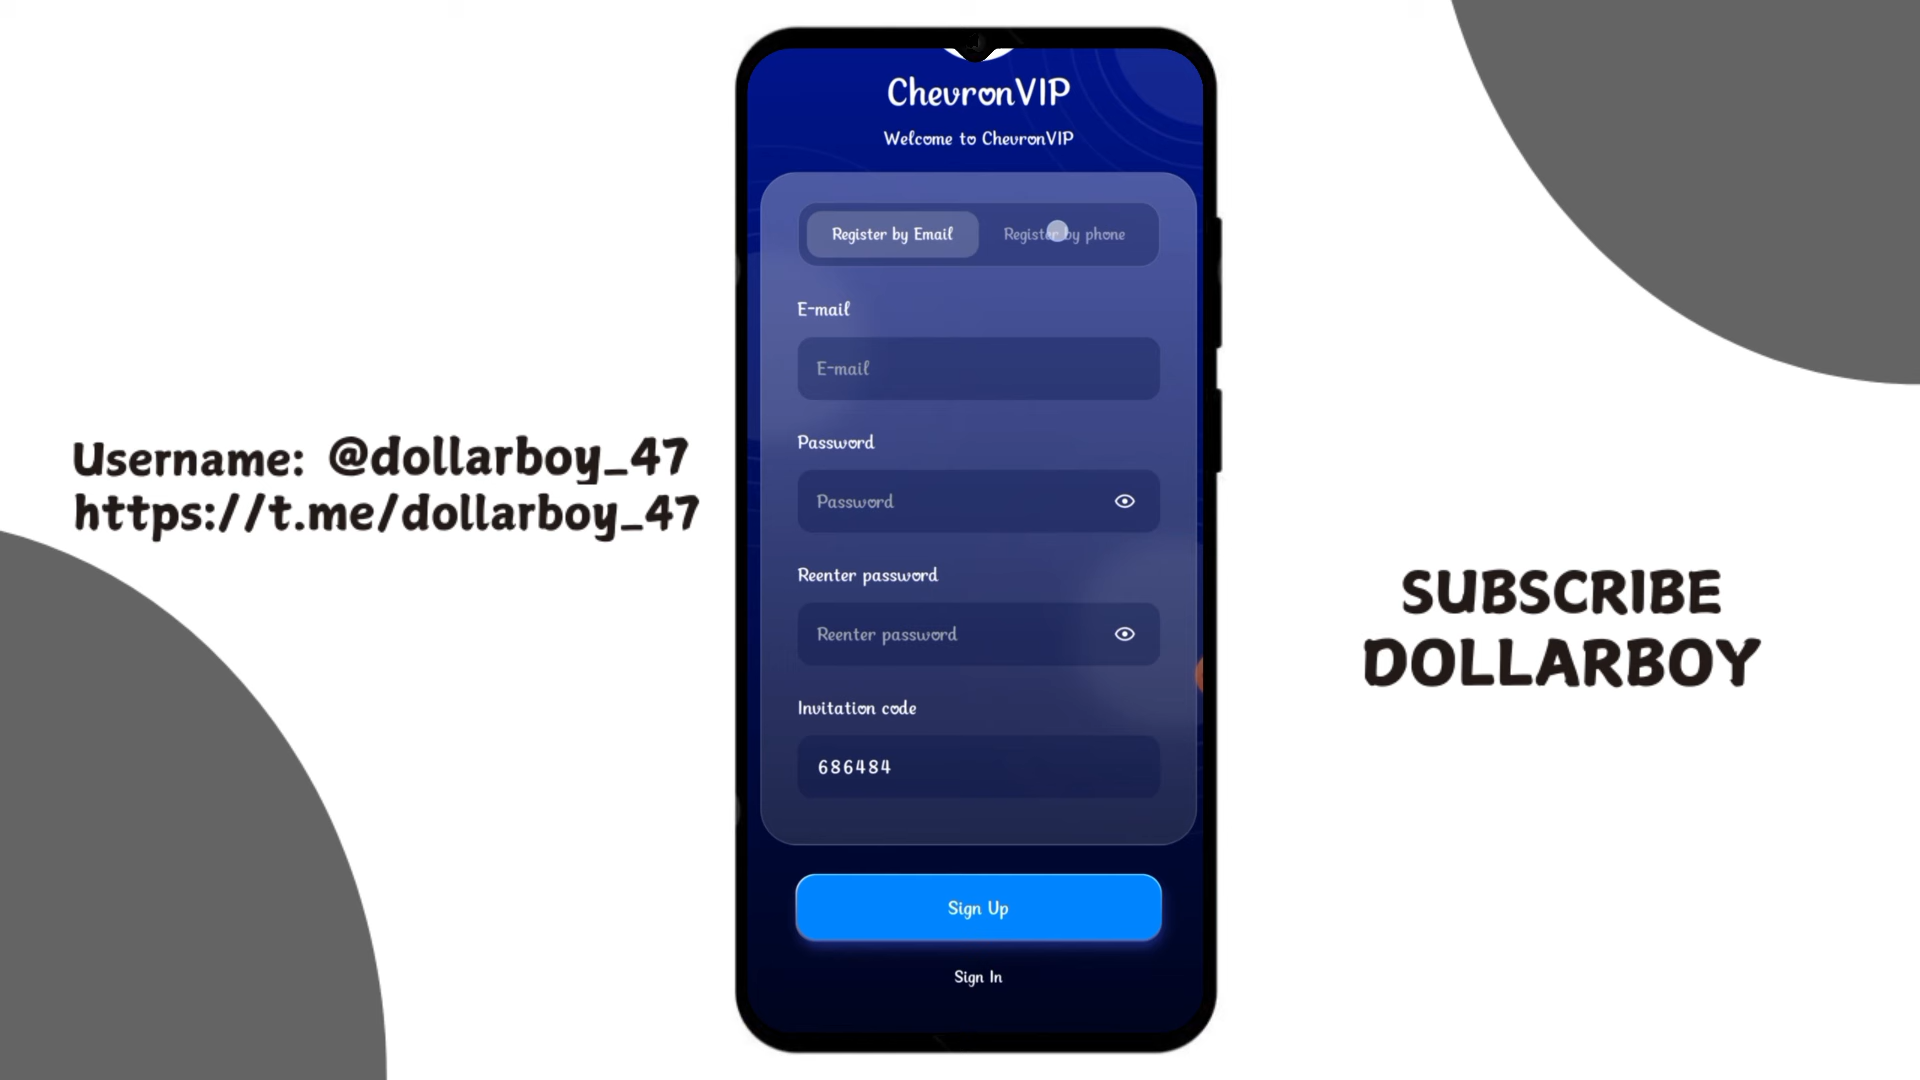 ChevronVIP
Welcome to ChevronVIP
Register by Email
Register by phone
E-mail
E-mail
Password
Password
Reenter password
Reenter password
Invitation code
686484
Sign Up
Sign In
Username: @dollarboy_47
https://t.me/dollarboy_47
SUBSCRIBE
DOLLARBOY